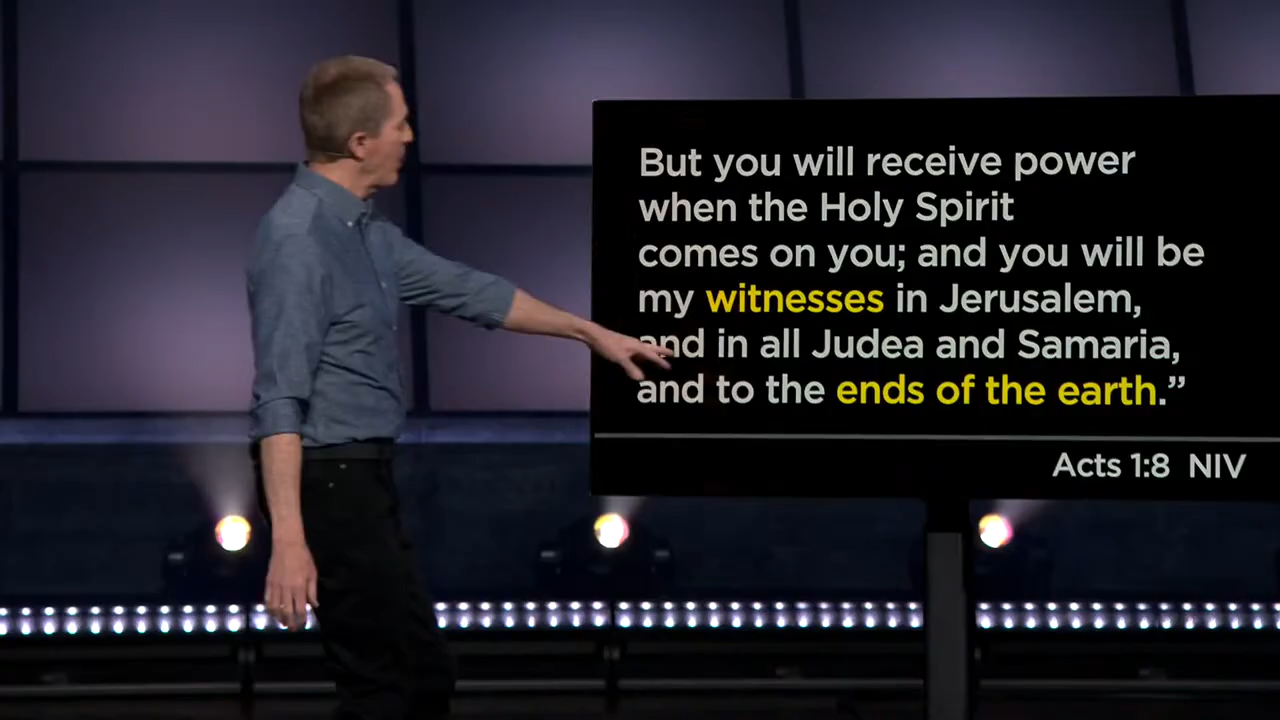 But you will receive power
when the Holy Spirit
comes on you; and you will be
my witnesses in Jerusalem,
and in all Judea and Samaria,
and to the ends of the earth.”
Acts 1:8 NIV